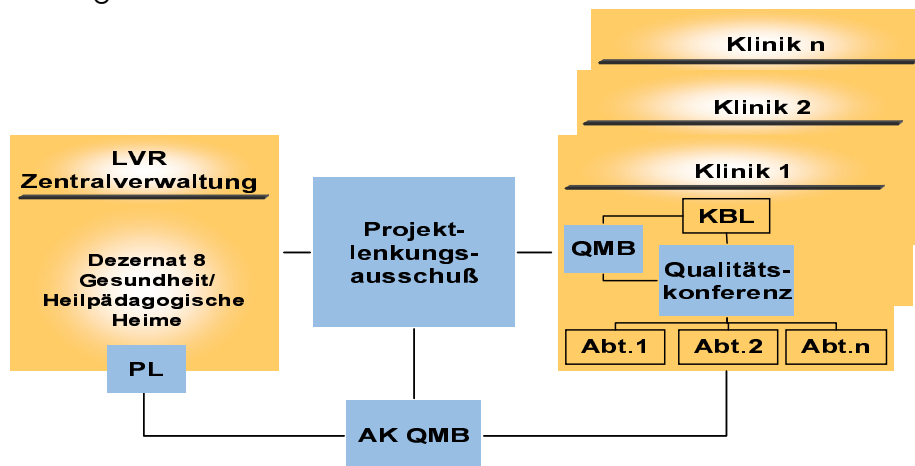 Klinik n
Klinik 2
Klinik 1
LVR
Zentralverwaltung
Dezernat 8
Gesundheit/
Heilpädagogische
Heime
PL
Projekt-
lenkungs-
ausschuß
KBL
QMB
Qualitäts-
konferenz
Abt.1
Abt.2
Abt.n
AK QMB